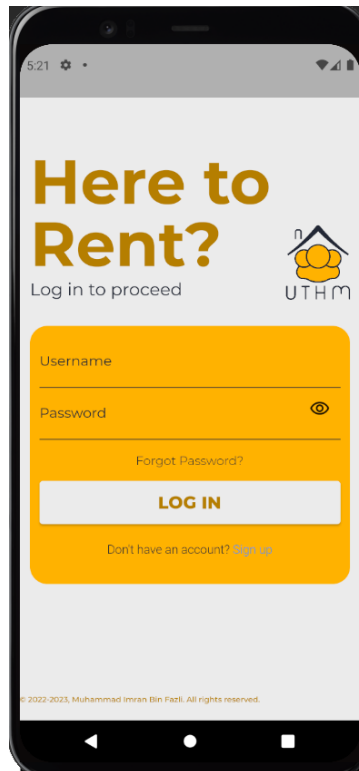 5:21
Here to
Rent?
Log in to proceed
UTHM
Username
Password
Forgot Password?
LOG IN
Don't have an account? Sign up
© 2022-2023, Muhammad Imran Bin Fazli. All rights reserved.